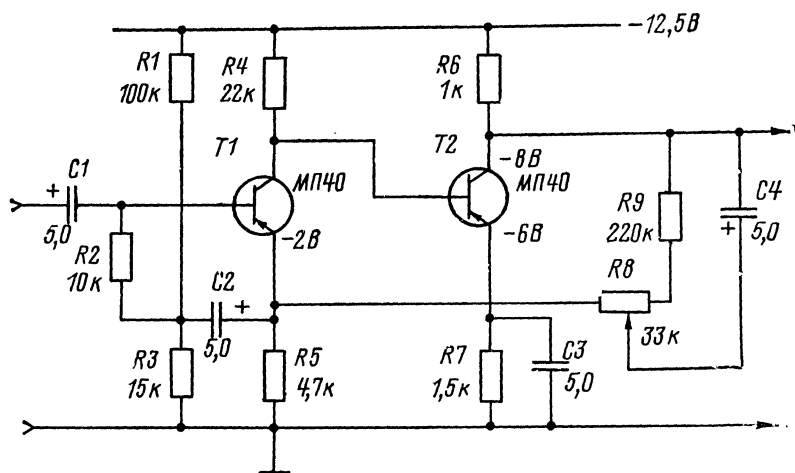 −12,5В
R1
100к
R4
22к
R6
1к
T1
МП40
T2
−8В
МП40
C1
+
5,0
R2
10к
−2В
−6В
R9
220к
C4
+
5,0
C2
+
5,0
R8
33к
R3
15к
R5
4,7к
R7
1,5к
C3
5,0